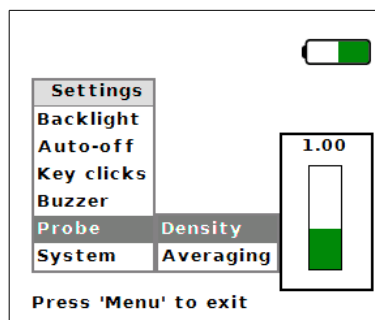 Settings
Backlight
Auto-off
1.00
Key clicks
Buzzer
Probe Density
System Averaging
Press 'Menu' to exit